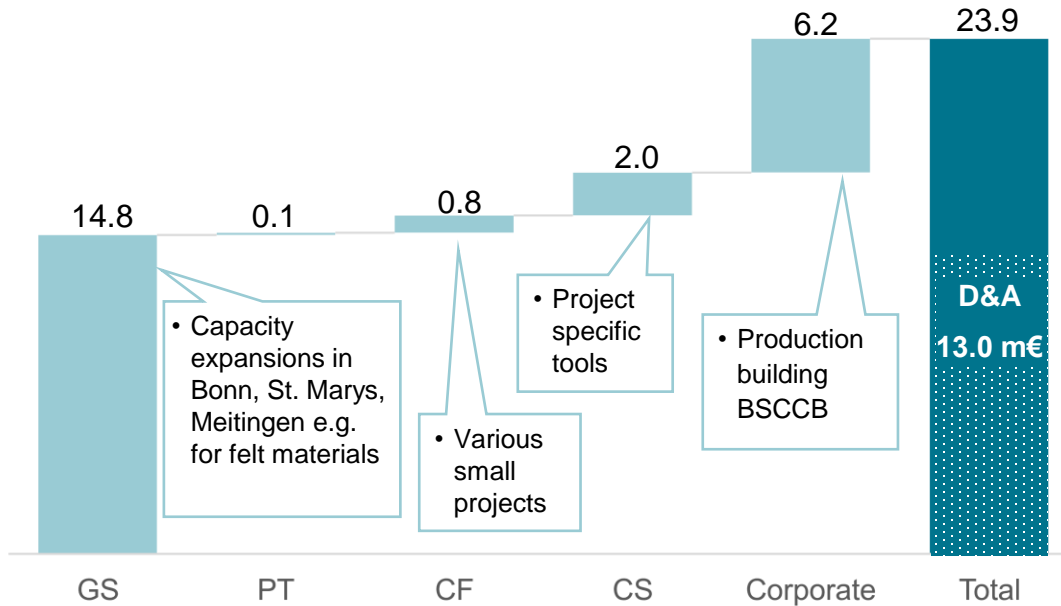 14.8
0.1
0.8
2.0
6.2
23.9
• Capacity
expansions in
Bonn, St. Marys,
Meitingen e.g.
for felt materials
• Various
small
projects
• Project
specific
tools
• Production
building
BSCCB
D&A
13.0 m€
GS
PT
CF
CS
Corporate
Total